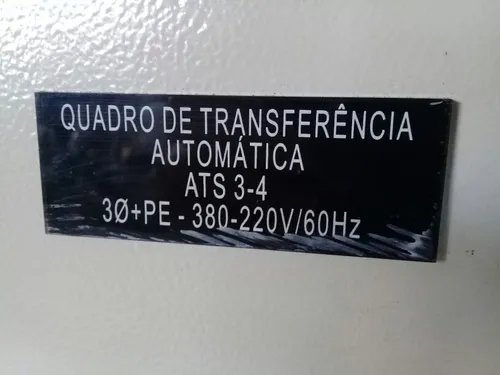 QUADRO DE TRANSFERÊNCIA
AUTOMÁTICA
ATS 3-4
3Ø+PE - 380-220V/60Hz